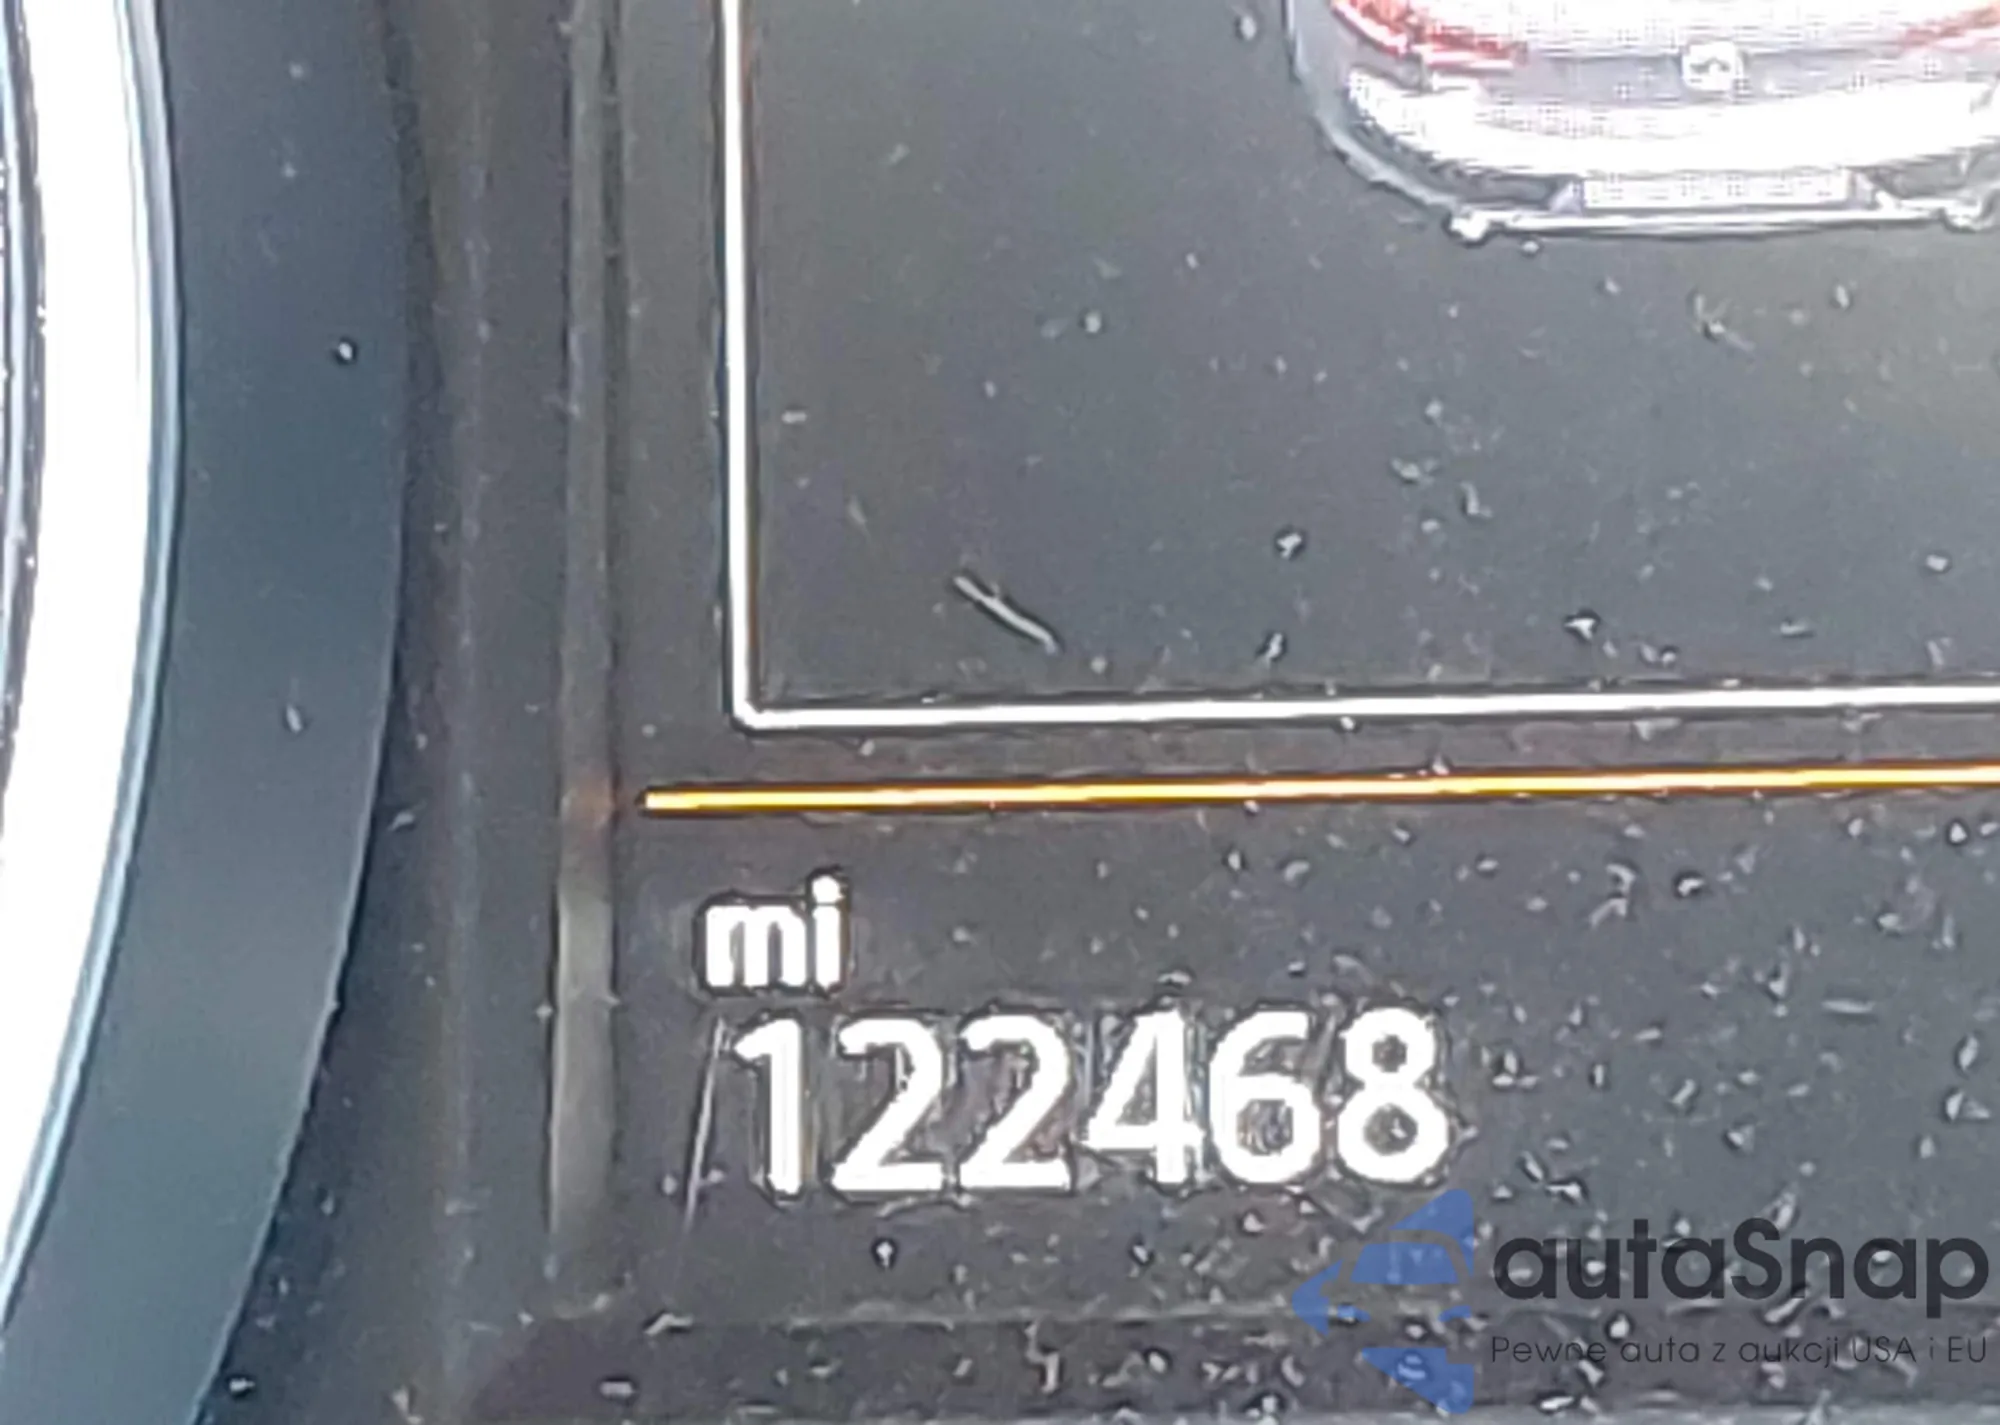 mi
122468
autaSnap
Pewne auta z aukcji USA i EU